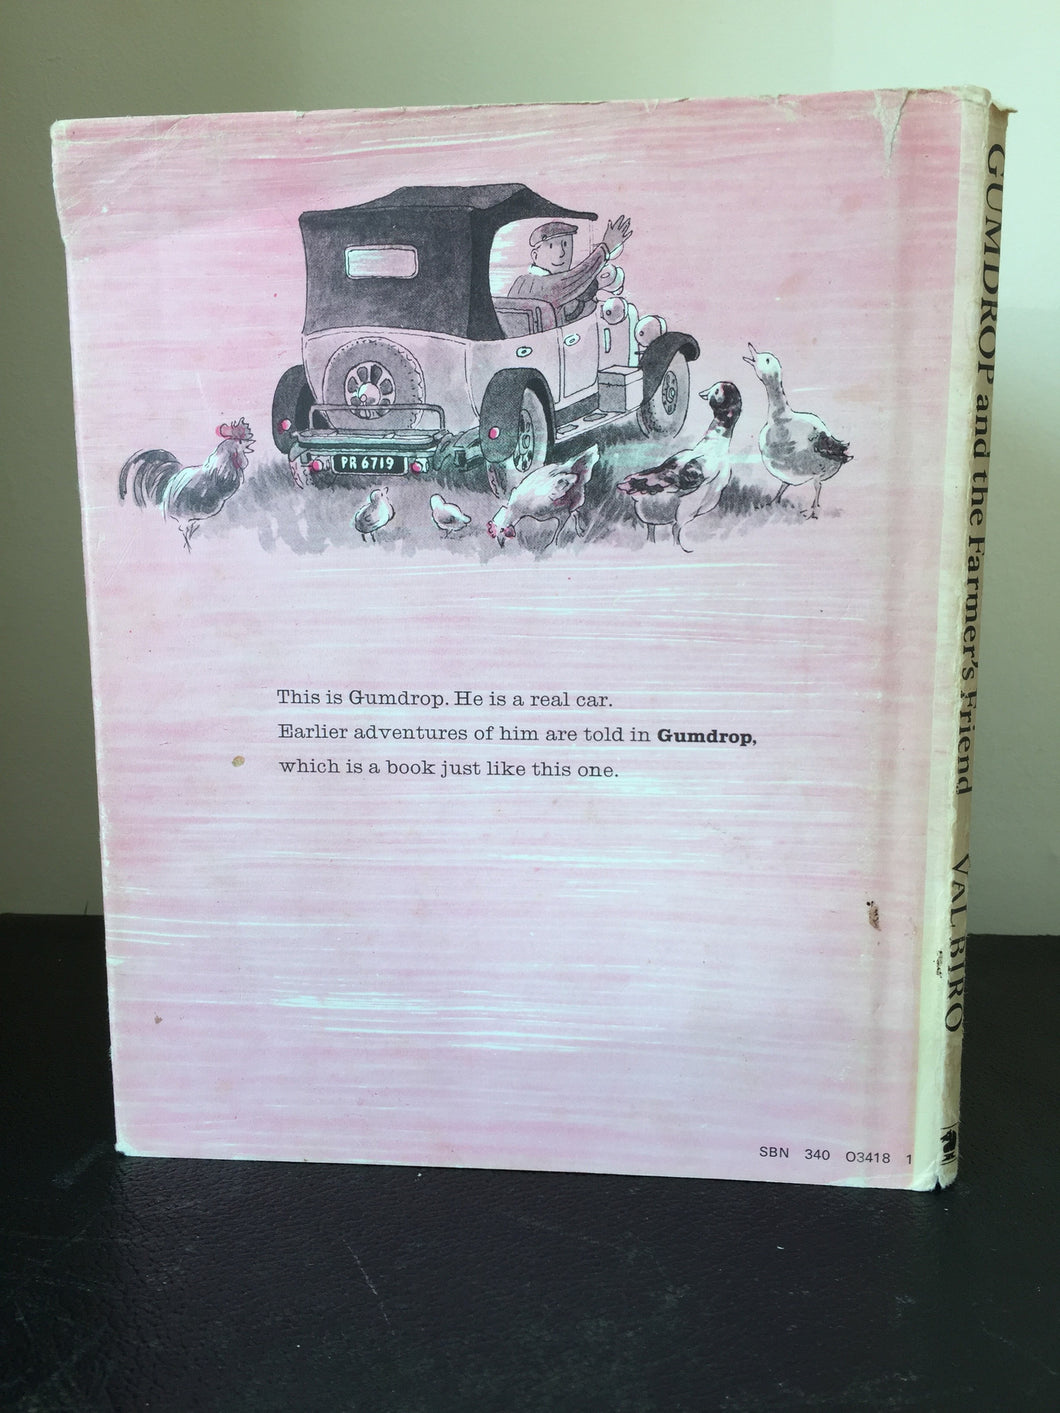 PR 6719
This is Gumdrop. He is a real car.
Earlier adventures of him are told in Gumdrop,
which is a book just like this one.
SBN 340 03418 1
GUMDROP and the Farmer's Friend VAL BIRO